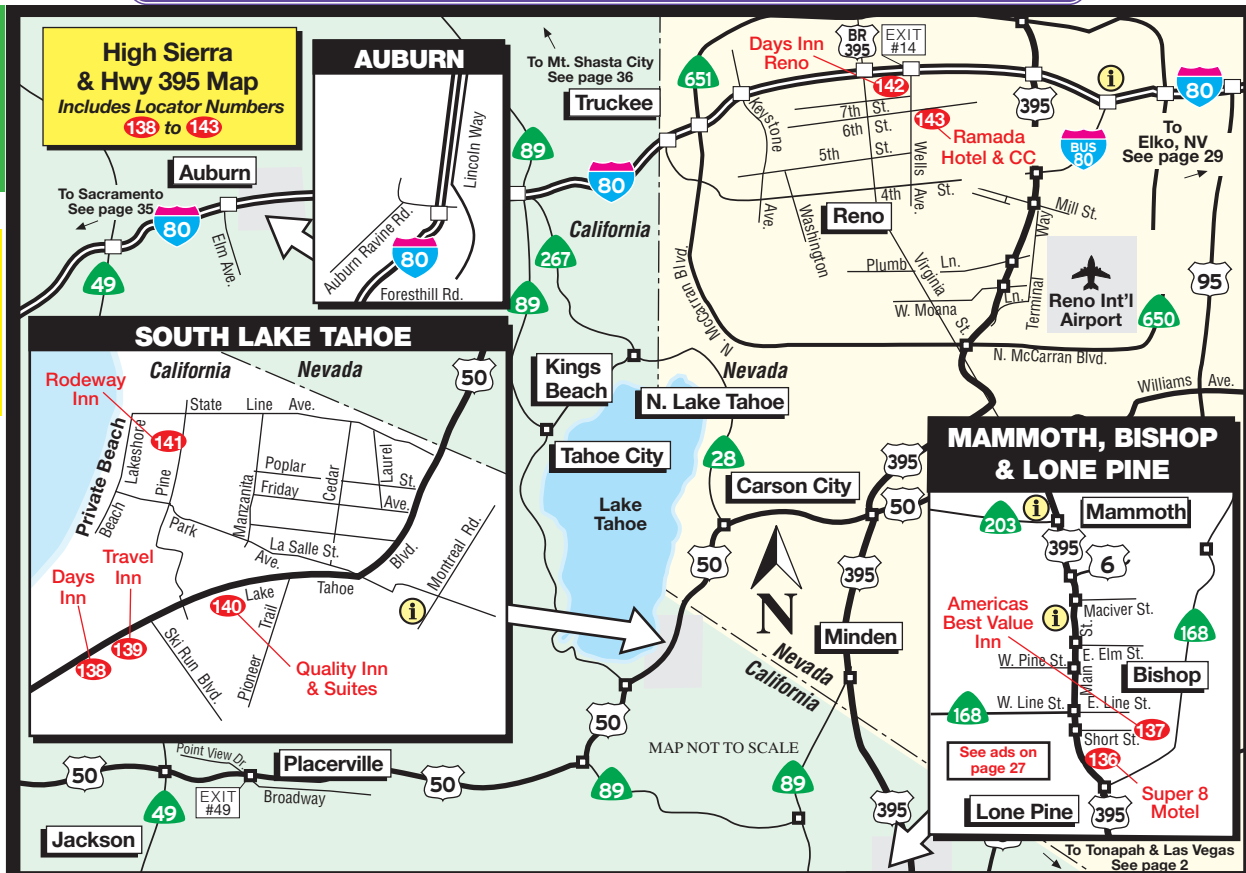 High Sierra
& Hwy 395 Map
Includes Locator Numbers
138 to 143
AUBURN
Lincoln Way
Auburn Ravine Rd.
80
Foresthill Rd.
To Mt. Shasta City
See page 36
Truckee
89
80
California
267
89
Auburn
To Sacramento
See page 35
80
Elm Ave.
49
651
Days Inn
Reno
BR
395
EXIT
#14
142
143
Ramada
Hotel & CC
395
i
80
BUS
80
To
Elko, NV
See page 29
Keystone
Ave.
7th St.
6th St.
5th St.
4th St.
Wells Ave.
Washington
Reno
Virginia
St.
Mill St.
Terminal
Way
Plumb Ln.
W. Moana Ln.
Reno Int'l
Airport
95
650
N. McCarran Blvd.
N. McCarran Blvd.
Williams Ave.
Nevada
SOUTH LAKE TAHOE
California
Nevada
50
Rodeway
Inn
141
State Line Ave.
Private Beach
Lakeshore
Beach
Pine
Park
Ave.
Manzanita
Poplar St.
Friday Ave.
Cedar
Laurel
La Salle St.
Lake Tahoe Blvd.
Montreal Rd.
i
Travel
Inn
Days
Inn
138
139
140
Ski Run Blvd.
Pioneer Trail
Quality Inn
& Suites
Kings
Beach
N. Lake Tahoe
Tahoe City
Lake
Tahoe
28
Carson City
395
50
50
395
N
Minden
Nevada
California
50
MAP NOT TO SCALE
89
89
395
50
Point View Dr.
Placerville
50
EXIT
#49
Broadway
49
Jackson
MAMMOTH, BISHOP
& LONE PINE
203
i
Mammoth
395
6
Americas
Best Value
Inn
i
Maciver St.
168
Main St.
E. Elm St.
W. Pine St.
Bishop
W. Line St.
E. Line St.
168
137
Short St.
136
See ads on
page 27
Super 8
Motel
Lone Pine
395
To Tonapah & Las Vegas
See page 2